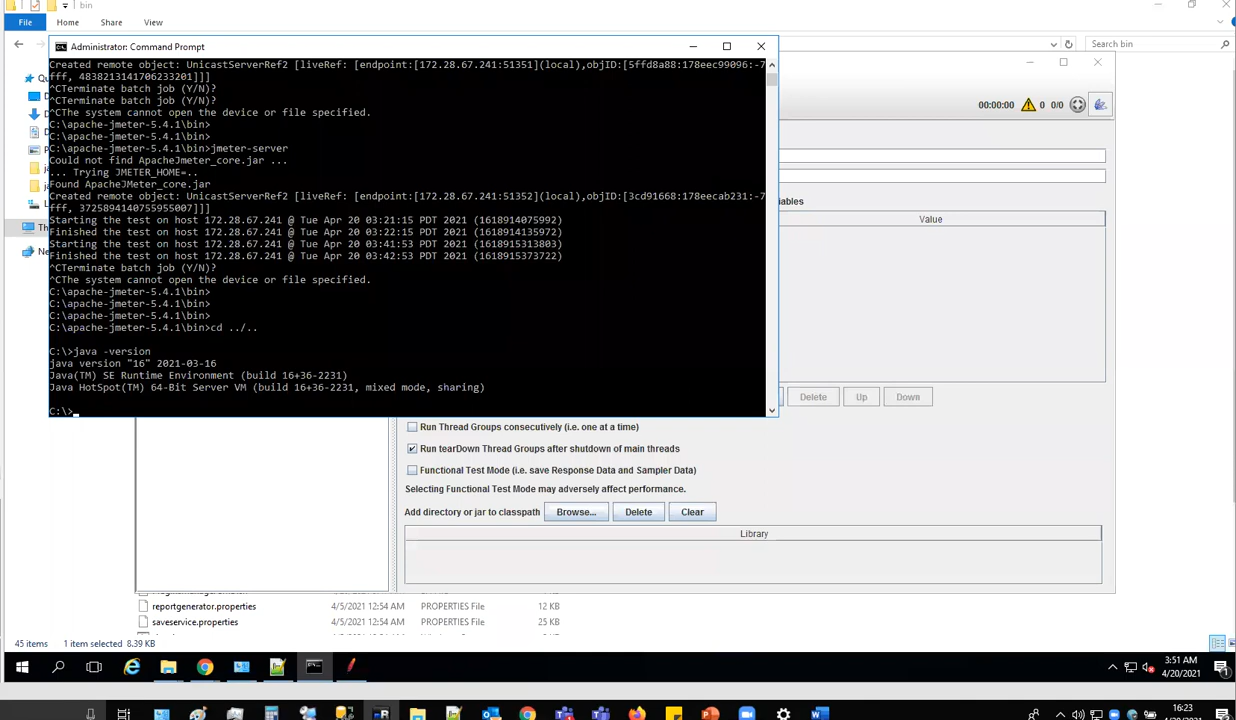 bin
File
Home
Share
View
Search bin
Administrator: Command Prompt
Created remote object: UnicastServerRef2 [liveRef: [endpoint:[172.28.67.241:51351](local),objID:[5ffd8a88:178eec99096:-7
fff, 4838213141706233201]]]
^CTerminate batch job (Y/N)?
^CTerminate batch job (Y/N)?
^CThe system cannot open the device or file specified.
C:\apache-jmeter-5.4.1\bin>
C:\apache-jmeter-5.4.1\bin>
C:\apache-jmeter-5.4.1\bin>jmeter-server
Could not find ApacheJmeter_core.jar ...
... Trying JMETER_HOME=..
Found ApacheJMeter_core.jar
Created remote object: UnicastServerRef2 [liveRef: [endpoint:[172.28.67.241:51352](local),objID:[3cd91668:178eecab231:-7
fff, 3725894140755955007]]]
Starting the test on host 172.28.67.241 @ Tue Apr 20 03:21:15 PDT 2021 (1618914075992)
Finished the test on host 172.28.67.241 @ Tue Apr 20 03:22:15 PDT 2021 (1618914135972)
Starting the test on host 172.28.67.241 @ Tue Apr 20 03:41:53 PDT 2021 (1618915313803)
Finished the test on host 172.28.67.241 @ Tue Apr 20 03:42:53 PDT 2021 (1618915373722)
^CTerminate batch job (Y/N)?
^CThe system cannot open the device or file specified.
C:\apache-jmeter-5.4.1\bin>
C:\apache-jmeter-5.4.1\bin>
C:\apache-jmeter-5.4.1\bin>cd ../..
C:\>java -version
java version "16" 2021-03-16
Java(TM) SE Runtime Environment (build 16+36-2231)
Java HotSpot(TM) 64-Bit Server VM (build 16+36-2231, mixed mode, sharing)
C:\>
00:00:00 0 0/0
Value
Delete Up Down
Run Thread Groups consecutively (i.e. one at a time)
Run tearDown Thread Groups after shutdown of main threads
Functional Test Mode (i.e. save Response Data and Sampler Data)
Selecting Functional Test Mode may adversely affect performance.
Add directory or jar to classpath Browse... Delete Clear
Library
reportgenerator.properties 4/5/2021 12:54 AM PROPERTIES File 12 KB
saveservice.properties 4/5/2021 12:54 AM PROPERTIES File 25 KB
45 items 1 item selected 8.39 KB
3:51 AM
4/20/2021
16:23